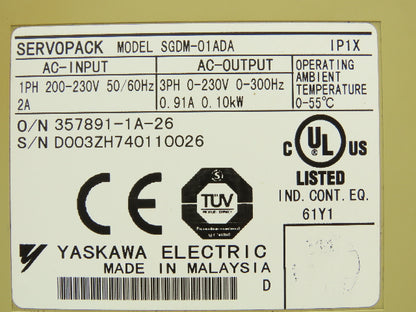 SERVOPACK MODEL SGDM-01ADA IP1X
AC-INPUT AC-OUTPUT OPERATING
AMBIENT
TEMPERATURE
0-55°C
1PH 200-230V 50/60Hz 3PH 0-230V 0-300Hz
2A 0.91A 0.10kW
O/N 357891-1A-26
S/N D003ZH740110026
C UL US
LISTED
IND. CONT. EQ.
61Y1
CE
TÜV
YASKAWA ELECTRIC
MADE IN MALAYSIA
D